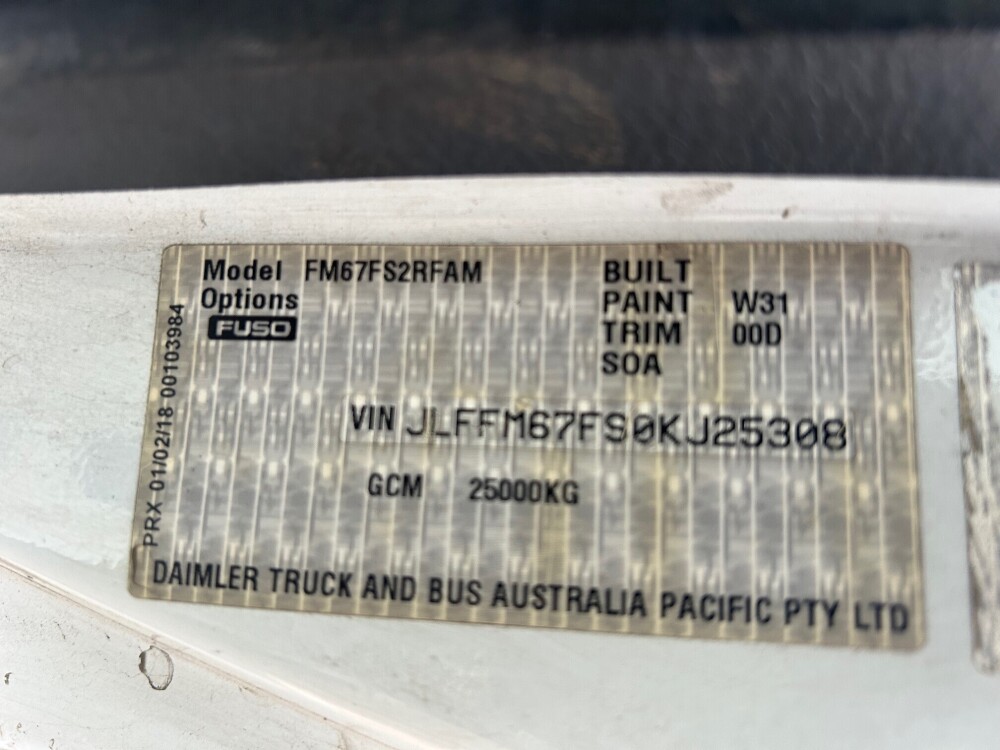 Model FM67FS2RFAM
Options
FUSO
BUILT
PAINT W31
TRIM 00D
SOA
PRX 01/02/18 00103984
VIN JLFFM67FS0KJ25308
GCM 25000KG
DAIMLER TRUCK AND BUS AUSTRALIA PACIFIC PTY LTD